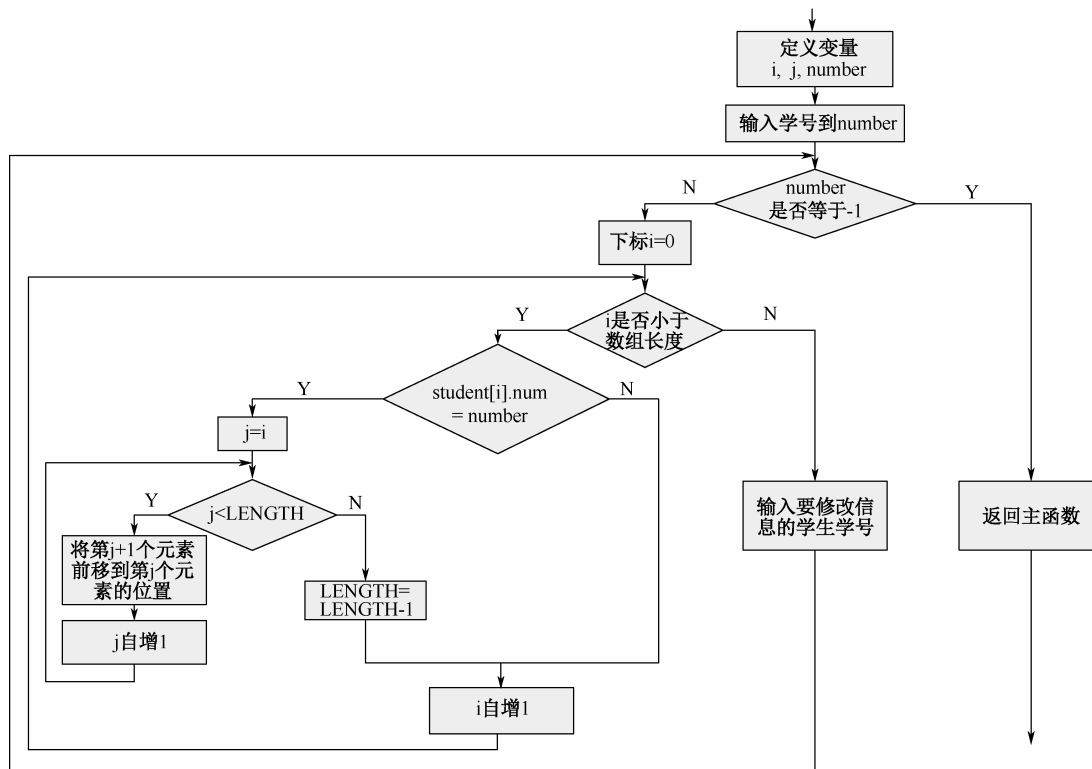 定义变量
i, j, number
输入学号到number
number
是否等于-1
N
Y
下标i=0
i是否小于
数组长度
Y
N
student[i].num
= number
Y
N
j=i
j<LENGTH
Y
N
将第j+1个元素
前移到第j个元
素的位置
j自增1
LENGTH=
LENGTH-1
i自增1
输入要修改信
息的学生学号
返回主函数